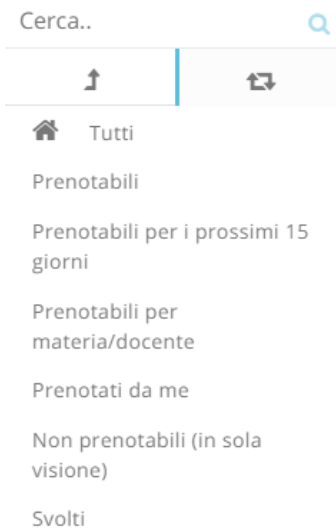 Cerca..
Tutti
Prenotabili
Prenotabili per i prossimi 15
giorni
Prenotabili per
materia/docente
Prenotati da me
Non prenotabili (in sola
visione)
Svolti